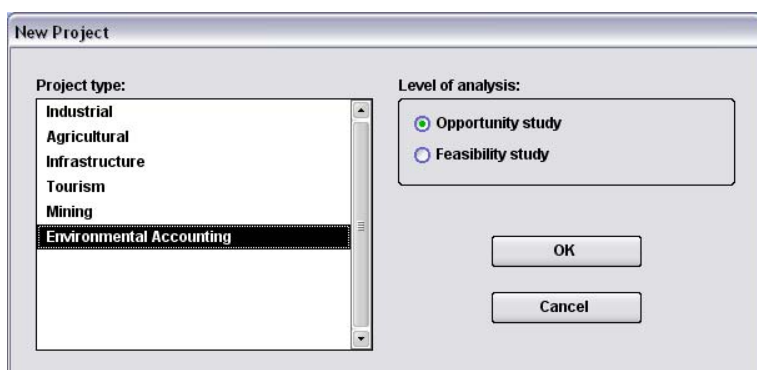 New Project
Project type:
Industrial
Agricultural
Infrastructure
Tourism
Mining
Environmental Accounting
Level of analysis:
Opportunity study
Feasibility study
OK
Cancel